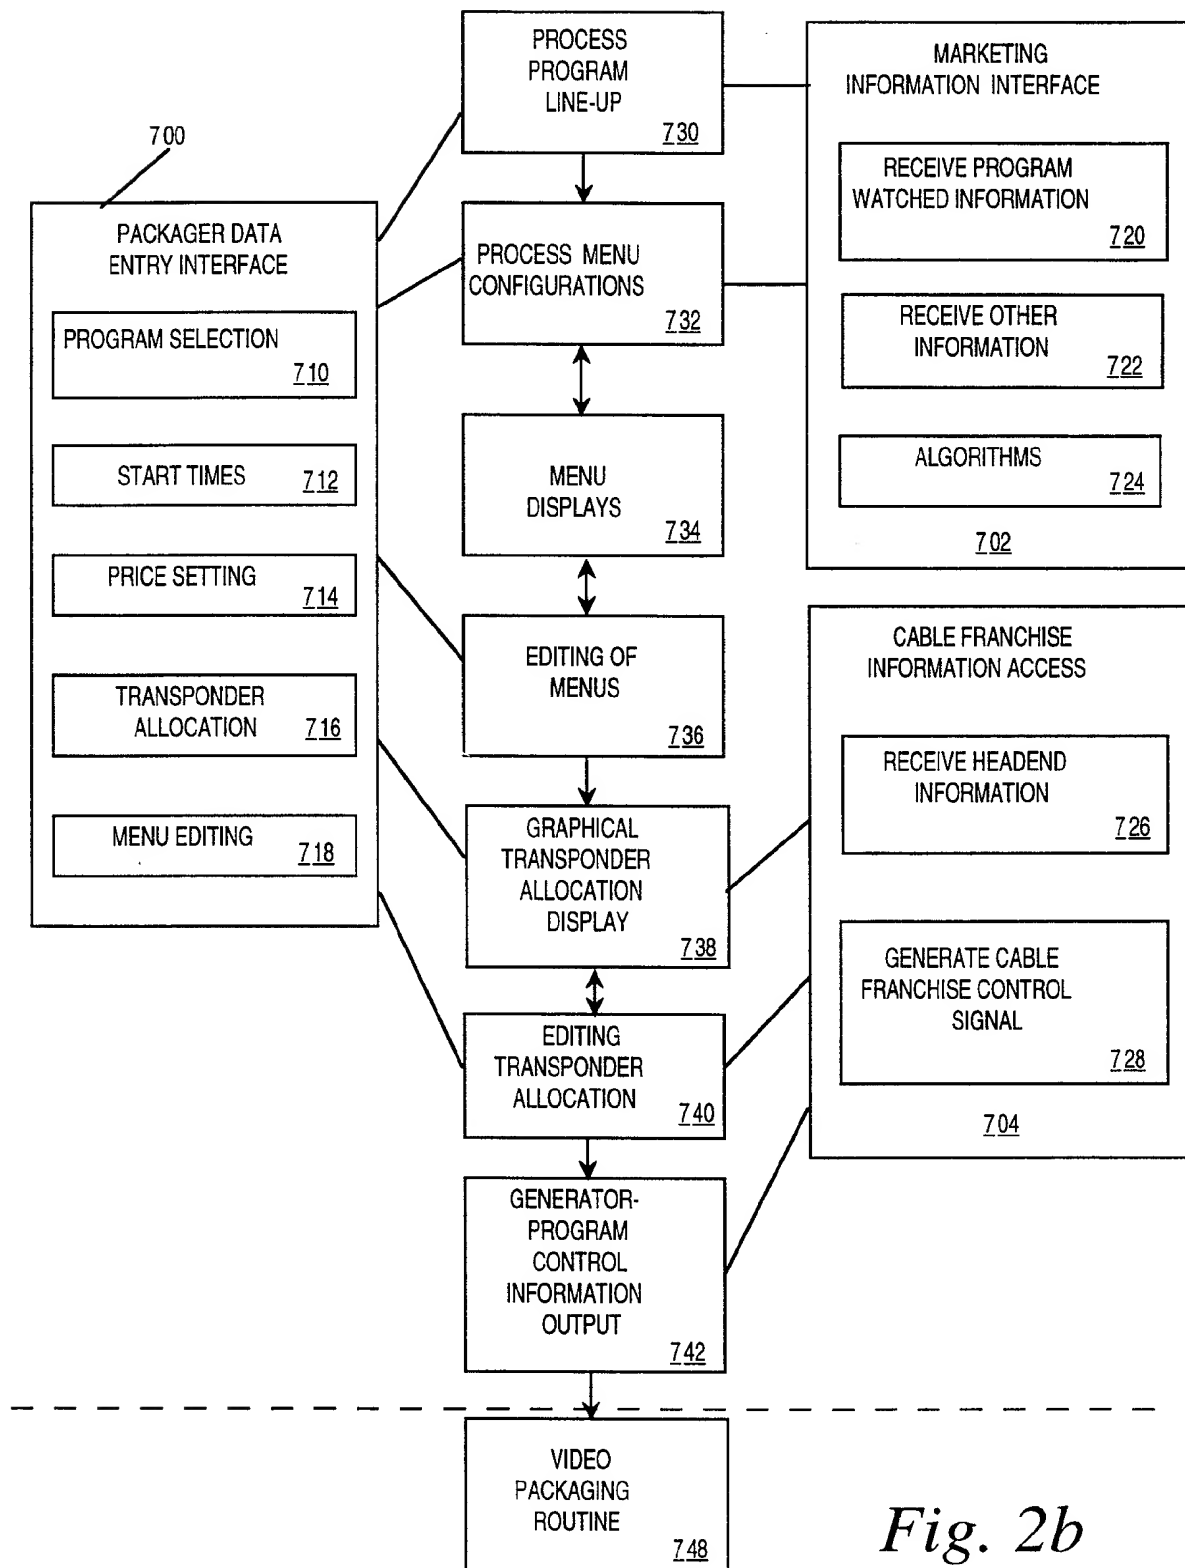 PROCESS
PROGRAM
LINE-UP
730
MARKETING
INFORMATION INTERFACE
RECEIVE PROGRAM
WATCHED INFORMATION
720
RECEIVE OTHER
INFORMATION
722
ALGORITHMS
724
702
700
PACKAGER DATA
ENTRY INTERFACE
PROGRAM SELECTION
710
START TIMES
712
PRICE SETTING
714
TRANSPONDER
ALLOCATION
716
MENU EDITING
718
PROCESS MENU
CONFIGURATIONS
732
MENU
DISPLAYS
734
EDITING OF
MENUS
736
GRAPHICAL
TRANSPONDER
ALLOCATION
DISPLAY
738
EDITING
TRANSPONDER
ALLOCATION
740
GENERATOR-
PROGRAM
CONTROL
INFORMATION
OUTPUT
742
CABLE FRANCHISE
INFORMATION ACCESS
RECEIVE HEADEND
INFORMATION
726
GENERATE CABLE
FRANCHISE CONTROL
SIGNAL
728
704
VIDEO
PACKAGING
ROUTINE
748
Fig. 2b